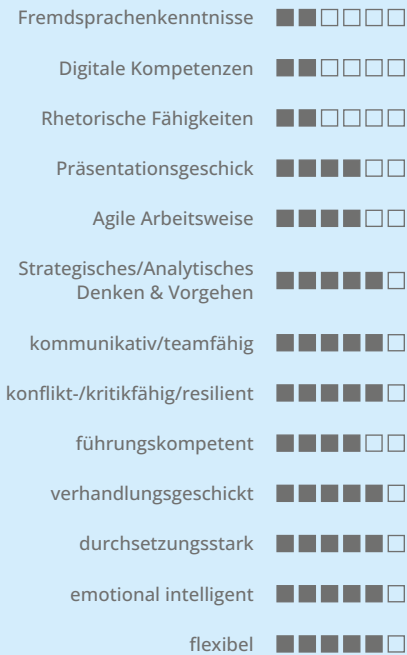 Fremdsprachenkenntnisse
Digitale Kompetenzen
Rhetorische Fähigkeiten
Präsentationsgeschick
Agile Arbeitsweise
Strategisches/Analytisches
Denken & Vorgehen
kommunikativ/teamfähig
konflikt-/kritikfähig/resilient
führungskompetent
verhandlungsgeschickt
durchsetzungsstark
emotional intelligent
flexibel